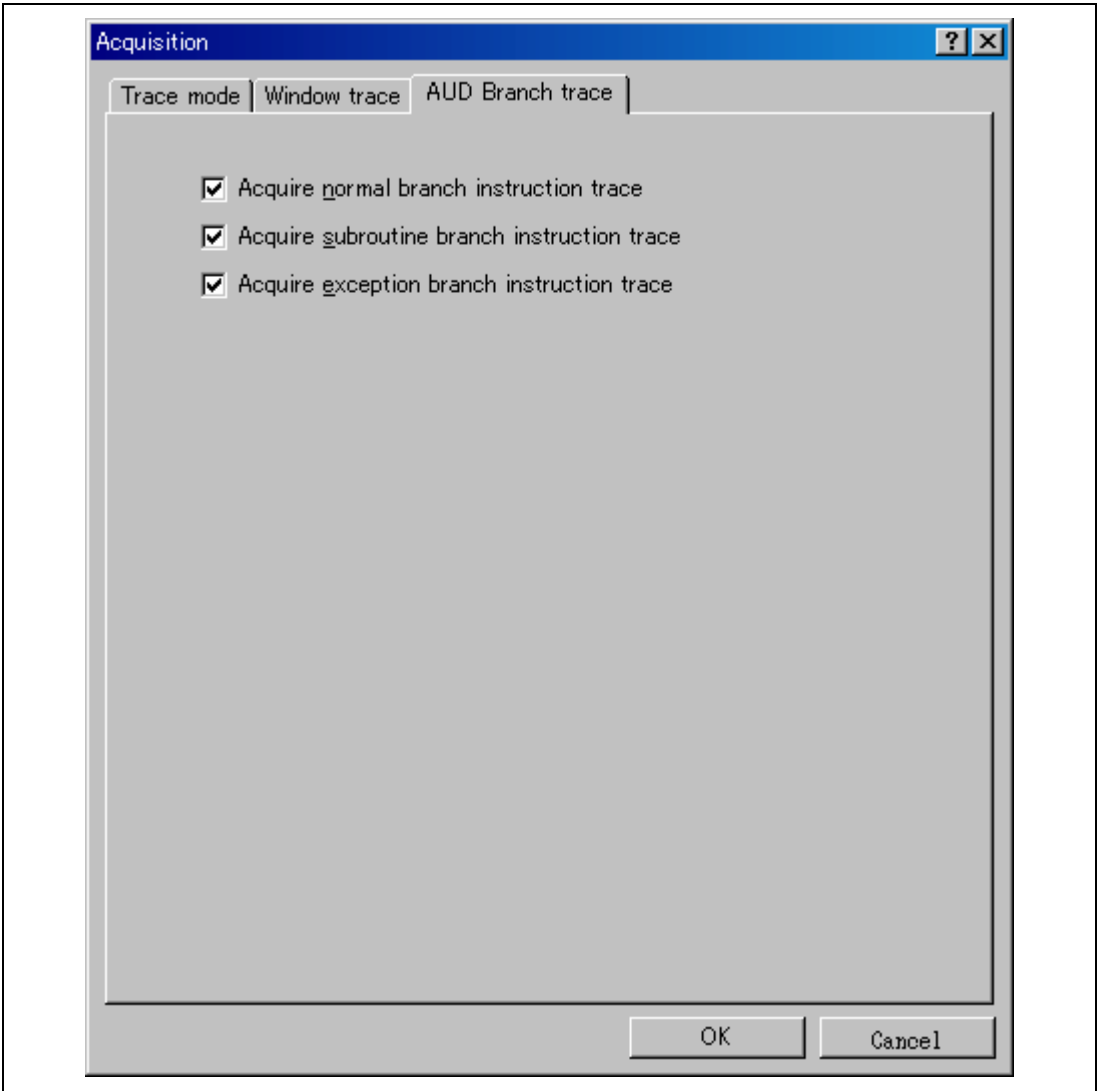 Acquisition
Trace mode Window trace AUD Branch trace
Acquire normal branch instruction trace
Acquire subroutine branch instruction trace
Acquire exception branch instruction trace
OK Cancel